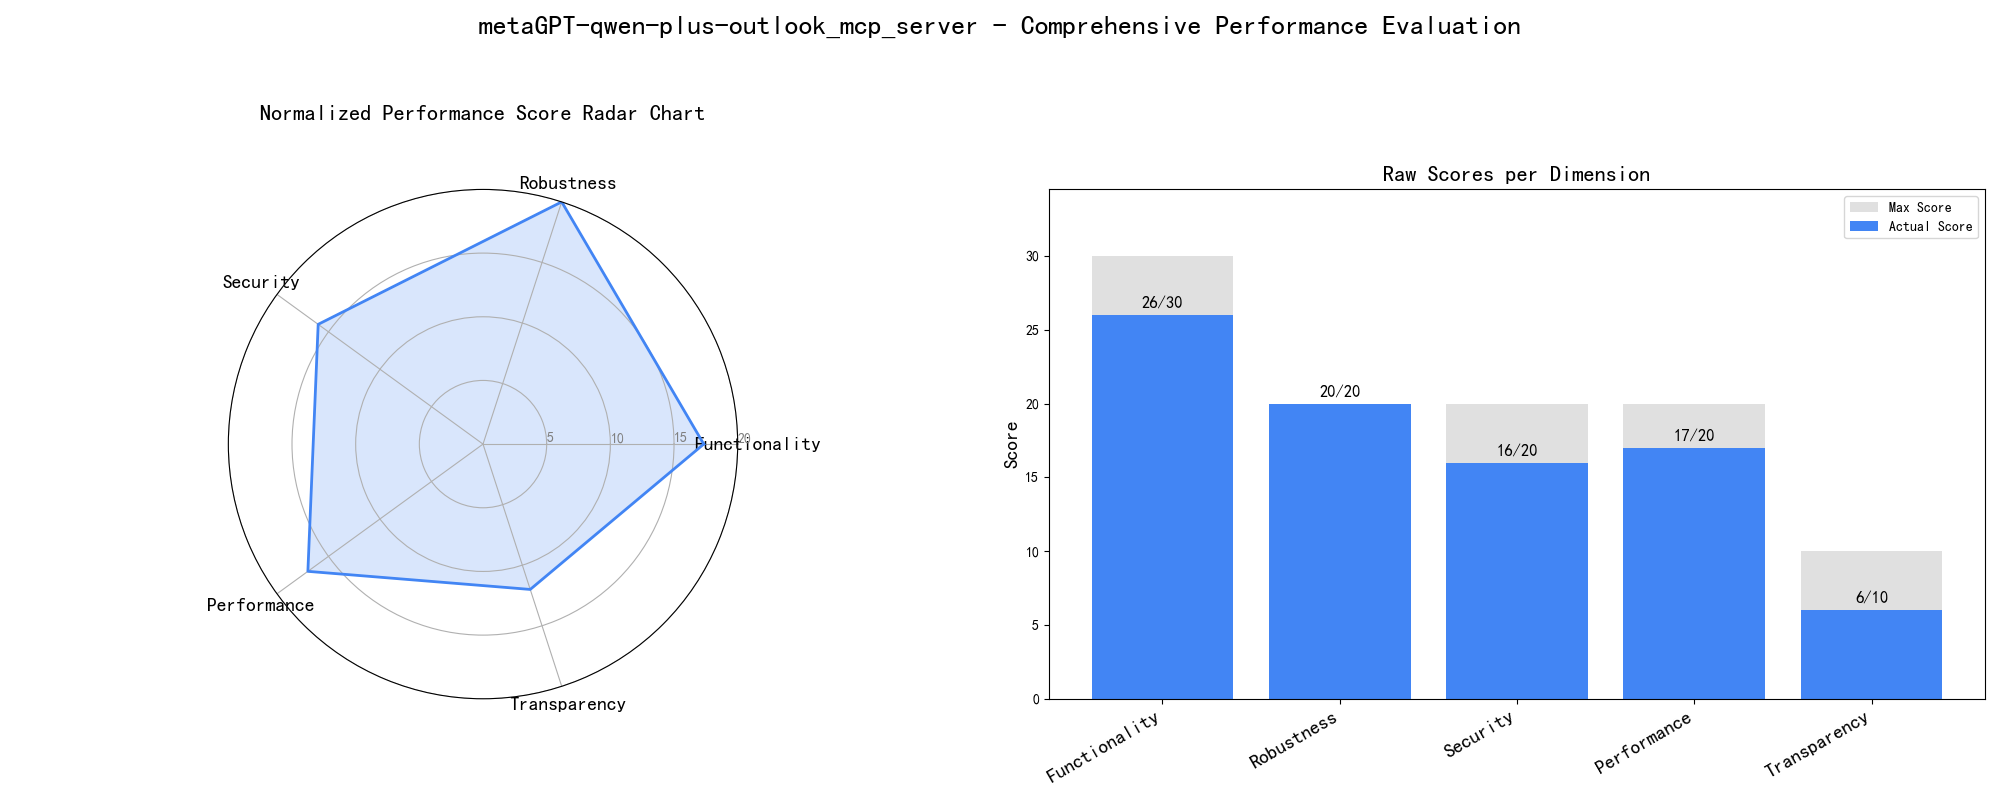 metaGPT-qwen-plus-outlook_mcp_server - Comprehensive Performance Evaluation
Normalized Performance Score Radar Chart
Robustness
Security
Functionality
Performance
Transparency
5
10
15
20
Raw Scores per Dimension
Max Score
Actual Score
Score
30
25
20
15
10
5
0
26/30
20/20
16/20
17/20
6/10
Functionality
Robustness
Security
Performance
Transparency